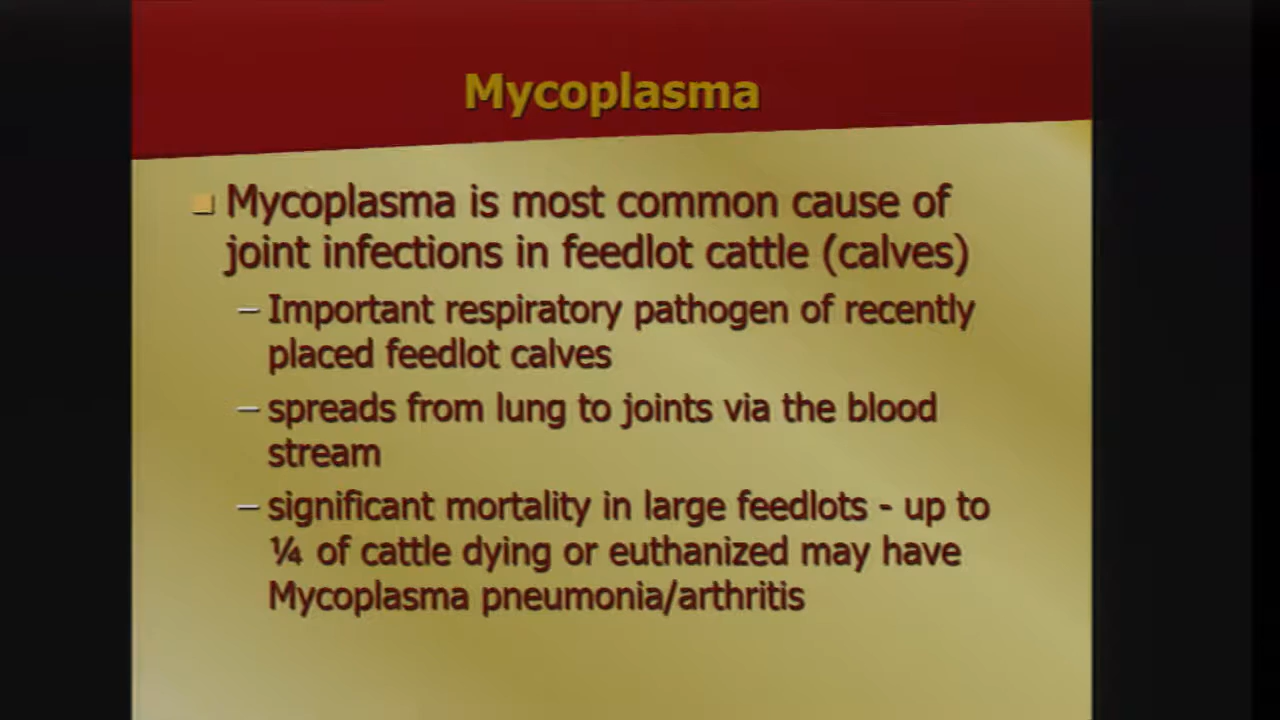 Mycoplasma
Mycoplasma is most common cause of
joint infections in feedlot cattle (calves)
– Important respiratory pathogen of recently
placed feedlot calves
– spreads from lung to joints via the blood
stream
– significant mortality in large feedlots - up to
¼ of cattle dying or euthanized may have
Mycoplasma pneumonia/arthritis